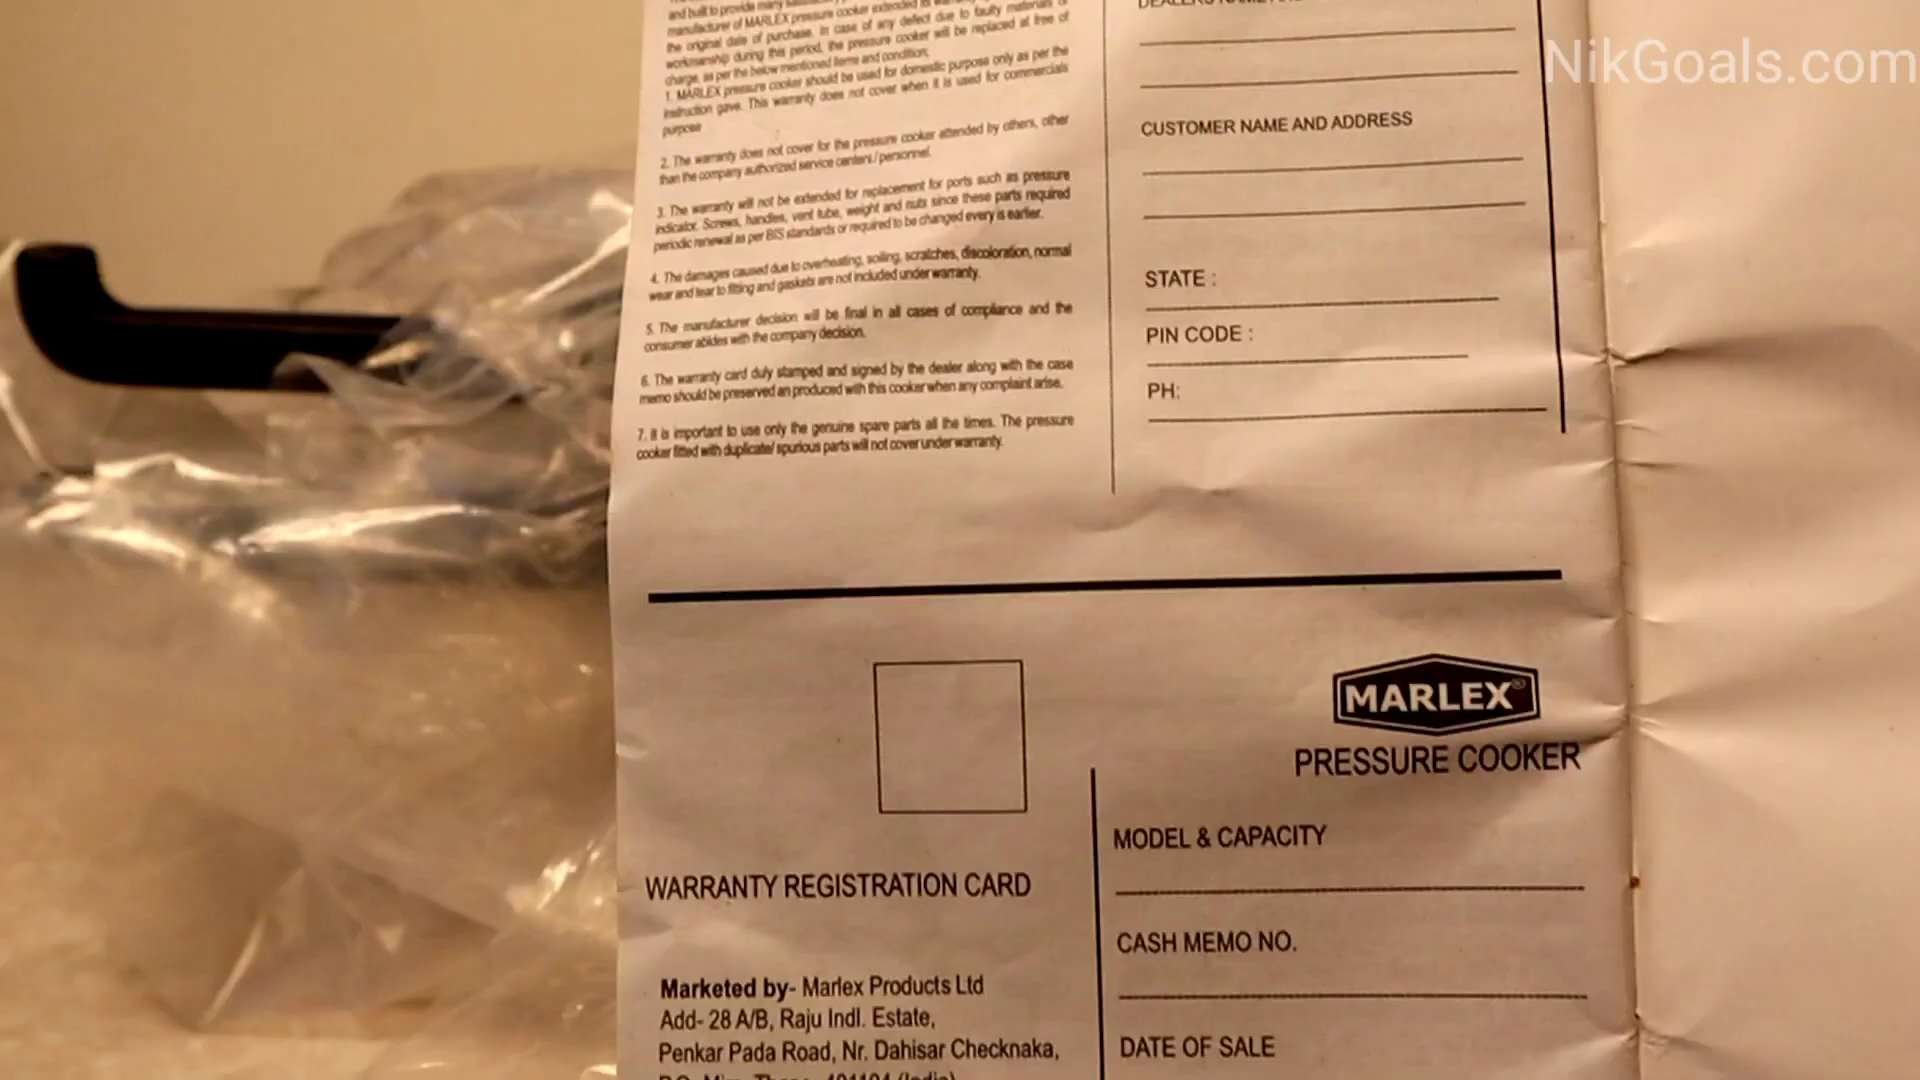 and built to provide many
manufacturer of MARLEX pressure cooker extended its
the original date of purchase. In case of any defect due to faulty materials or
workmanship during this period, the pressure cooker will be replaced at free of
charge, as per the below mentioned items and condition;
1. MARLEX pressure cooker should be used for domestic purpose only as per the
instruction gave. This warranty does not cover when it is used for commercials
purpose
2. The warranty does not cover for the pressure cooker attended by others, other
than the company authorized service centers / personnel.
3. The warranty will not be extended for replacement for ports such as pressure
indicator. Screws, handles, vent tube, weight and nuts since these parts required
periodic renewal as per BIS standards or required to be changed every is earlier.
4. The damages caused due to overheating, soiling, scratches, discoloration, normal
wear and tear to fitting and gaskets are not included under warranty.
5. The manufacturer decision will be final in all cases of compliance and the
consumer abides with the company decision.
6. The warranty card duly stamped and signed by the dealer along with the case
memo should be preserved an produced with this cooker when any complaint arise.
7. It is important to use only the genuine spare parts all the times. The pressure
cooker fitted with duplicate/ spurious parts will not cover under warranty.
CUSTOMER NAME AND ADDRESS
STATE :
PIN CODE :
PH:
NikGoals.com
WARRANTY REGISTRATION CARD
Marketed by- Marlex Products Ltd
Add- 28 A/B, Raju Indl. Estate,
Penkar Pada Road, Nr. Dahisar Checknaka,
MARLEX®
PRESSURE COOKER
MODEL & CAPACITY
CASH MEMO NO.
DATE OF SALE